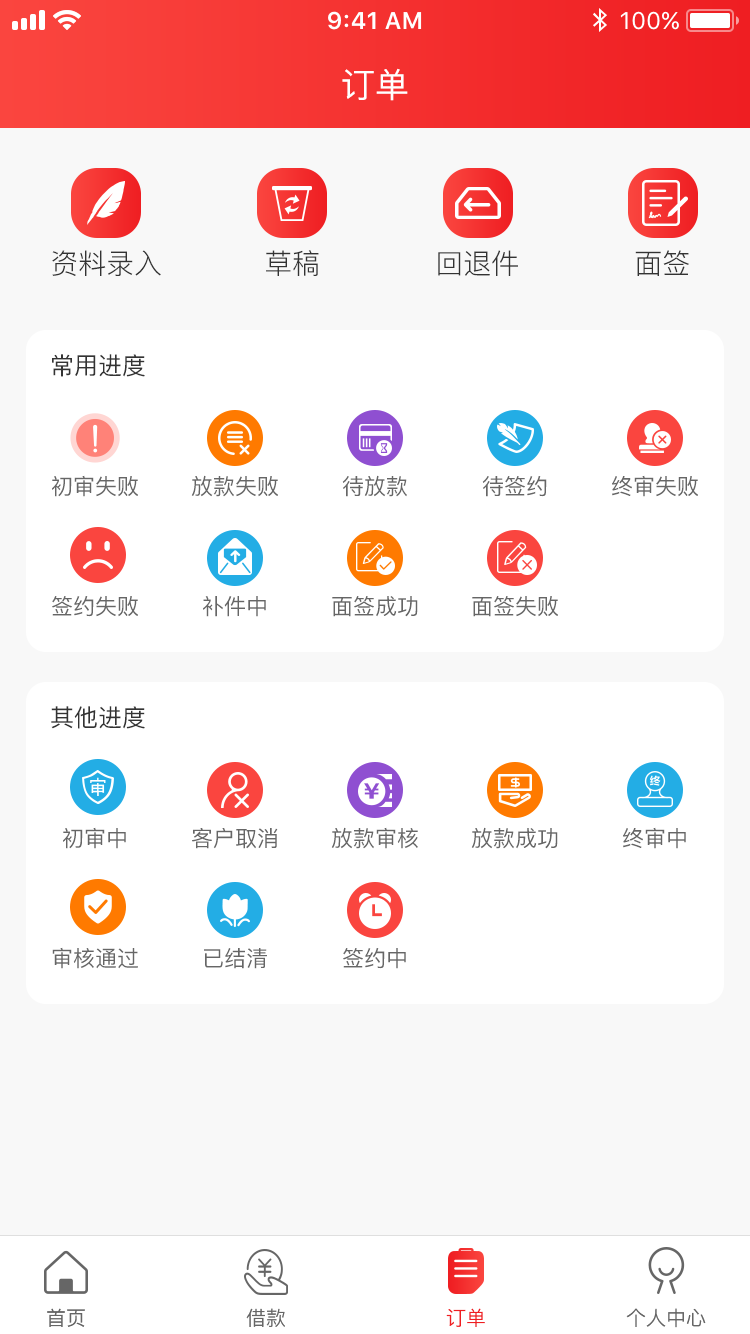 9:41 AM 100%
订单
资料录入 草稿 回退件 面签
常用进度
初审失败 放款失败 待放款 待签约 终审失败
签约失败 补件中 面签成功 面签失败
其他进度
审 ¥ $ 终
初审中 客户取消 放款审核 放款成功 终审中
审核通过 已结清 签约中
¥
首页 借款 订单 个人中心